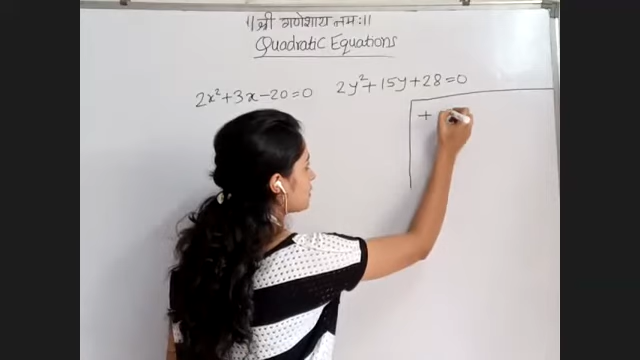 ॥ श्री गणेशाय नमः ॥
Quadratic Equations
2x²+3x-20=0 2y²+15y+28=0
+